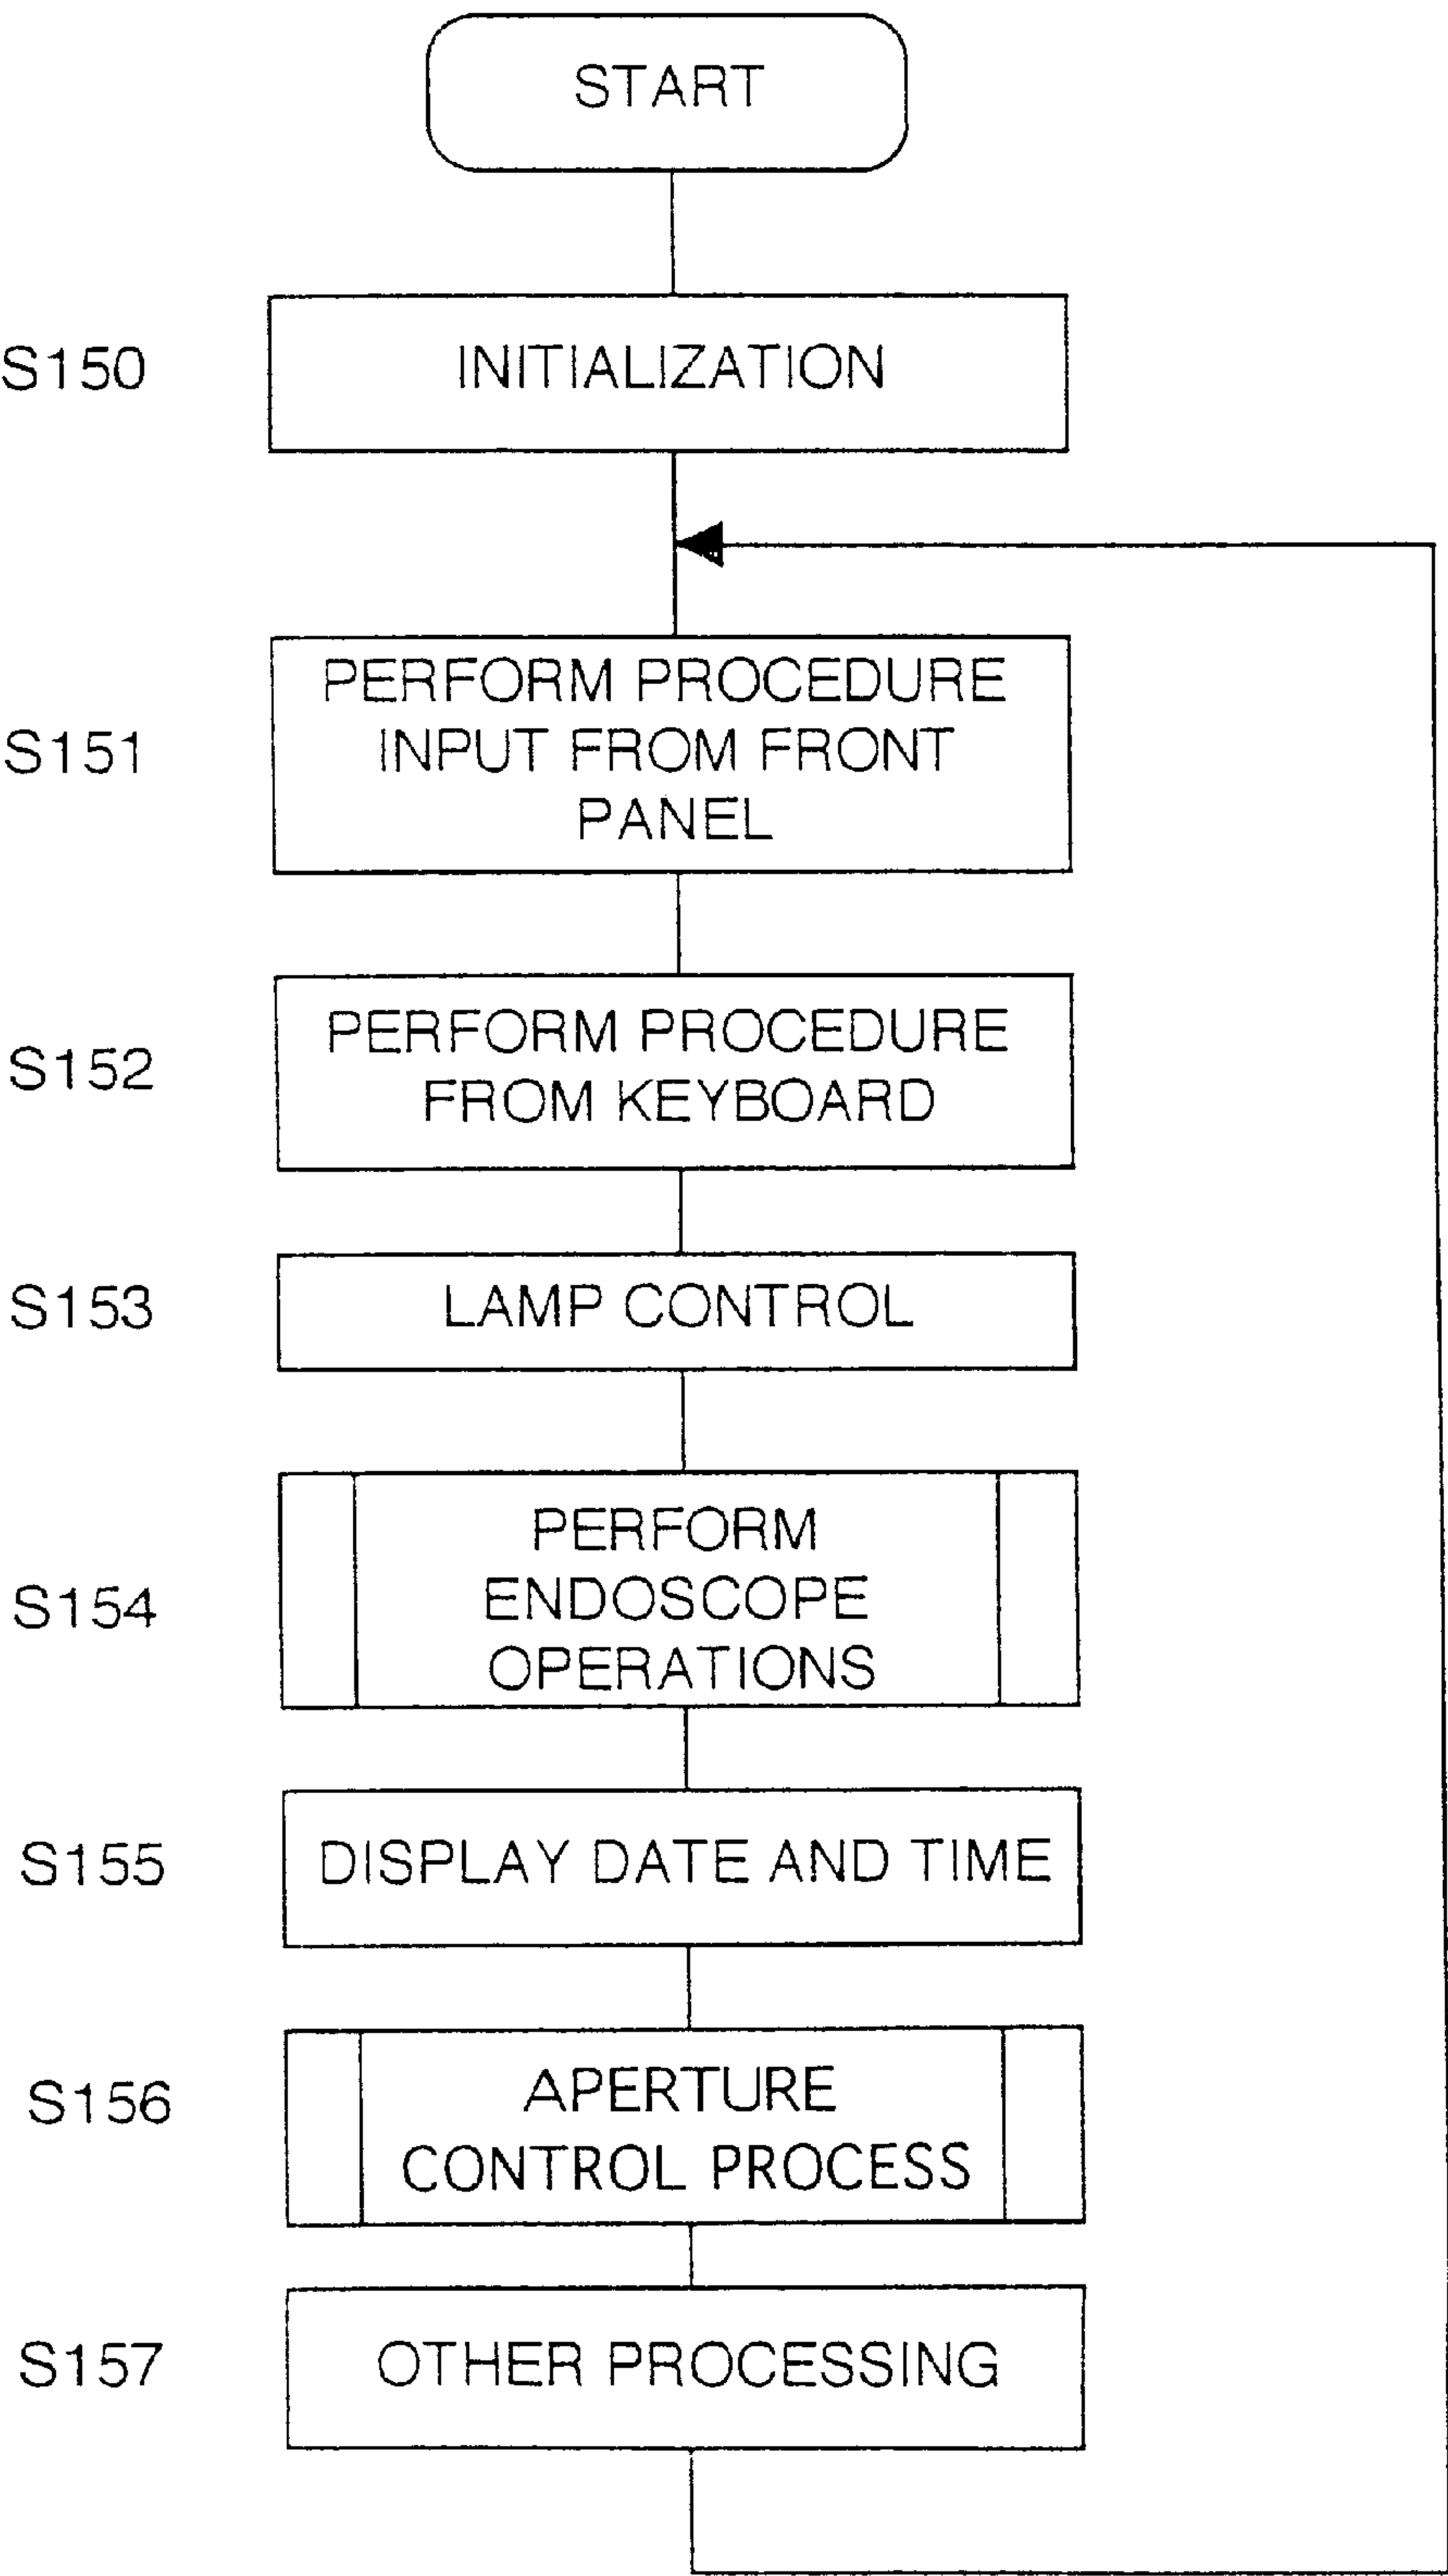 START
S150
INITIALIZATION
S151
PERFORM PROCEDURE
INPUT FROM FRONT
PANEL
S152
PERFORM PROCEDURE
FROM KEYBOARD
S153
LAMP CONTROL
S154
PERFORM
ENDOSCOPE
OPERATIONS
S155
DISPLAY DATE AND TIME
S156
APERTURE
CONTROL PROCESS
S157
OTHER PROCESSING